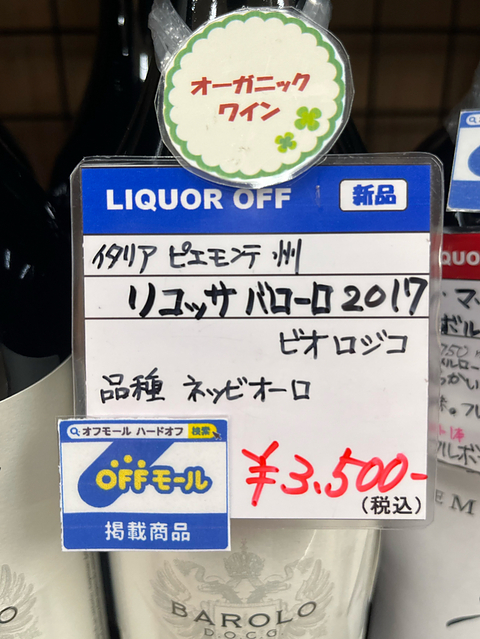 オーガニック
ワイン
LIQUOR OFF 新品
イタリア ピエモンテ州
リコッサ バローロ 2017
ビオロジコ
品種 ネッビオーロ
オフモール ハードオフ 検索
OFFモール
掲載商品
¥3,500-
(税込)
BAROLO
D.O.C.G.